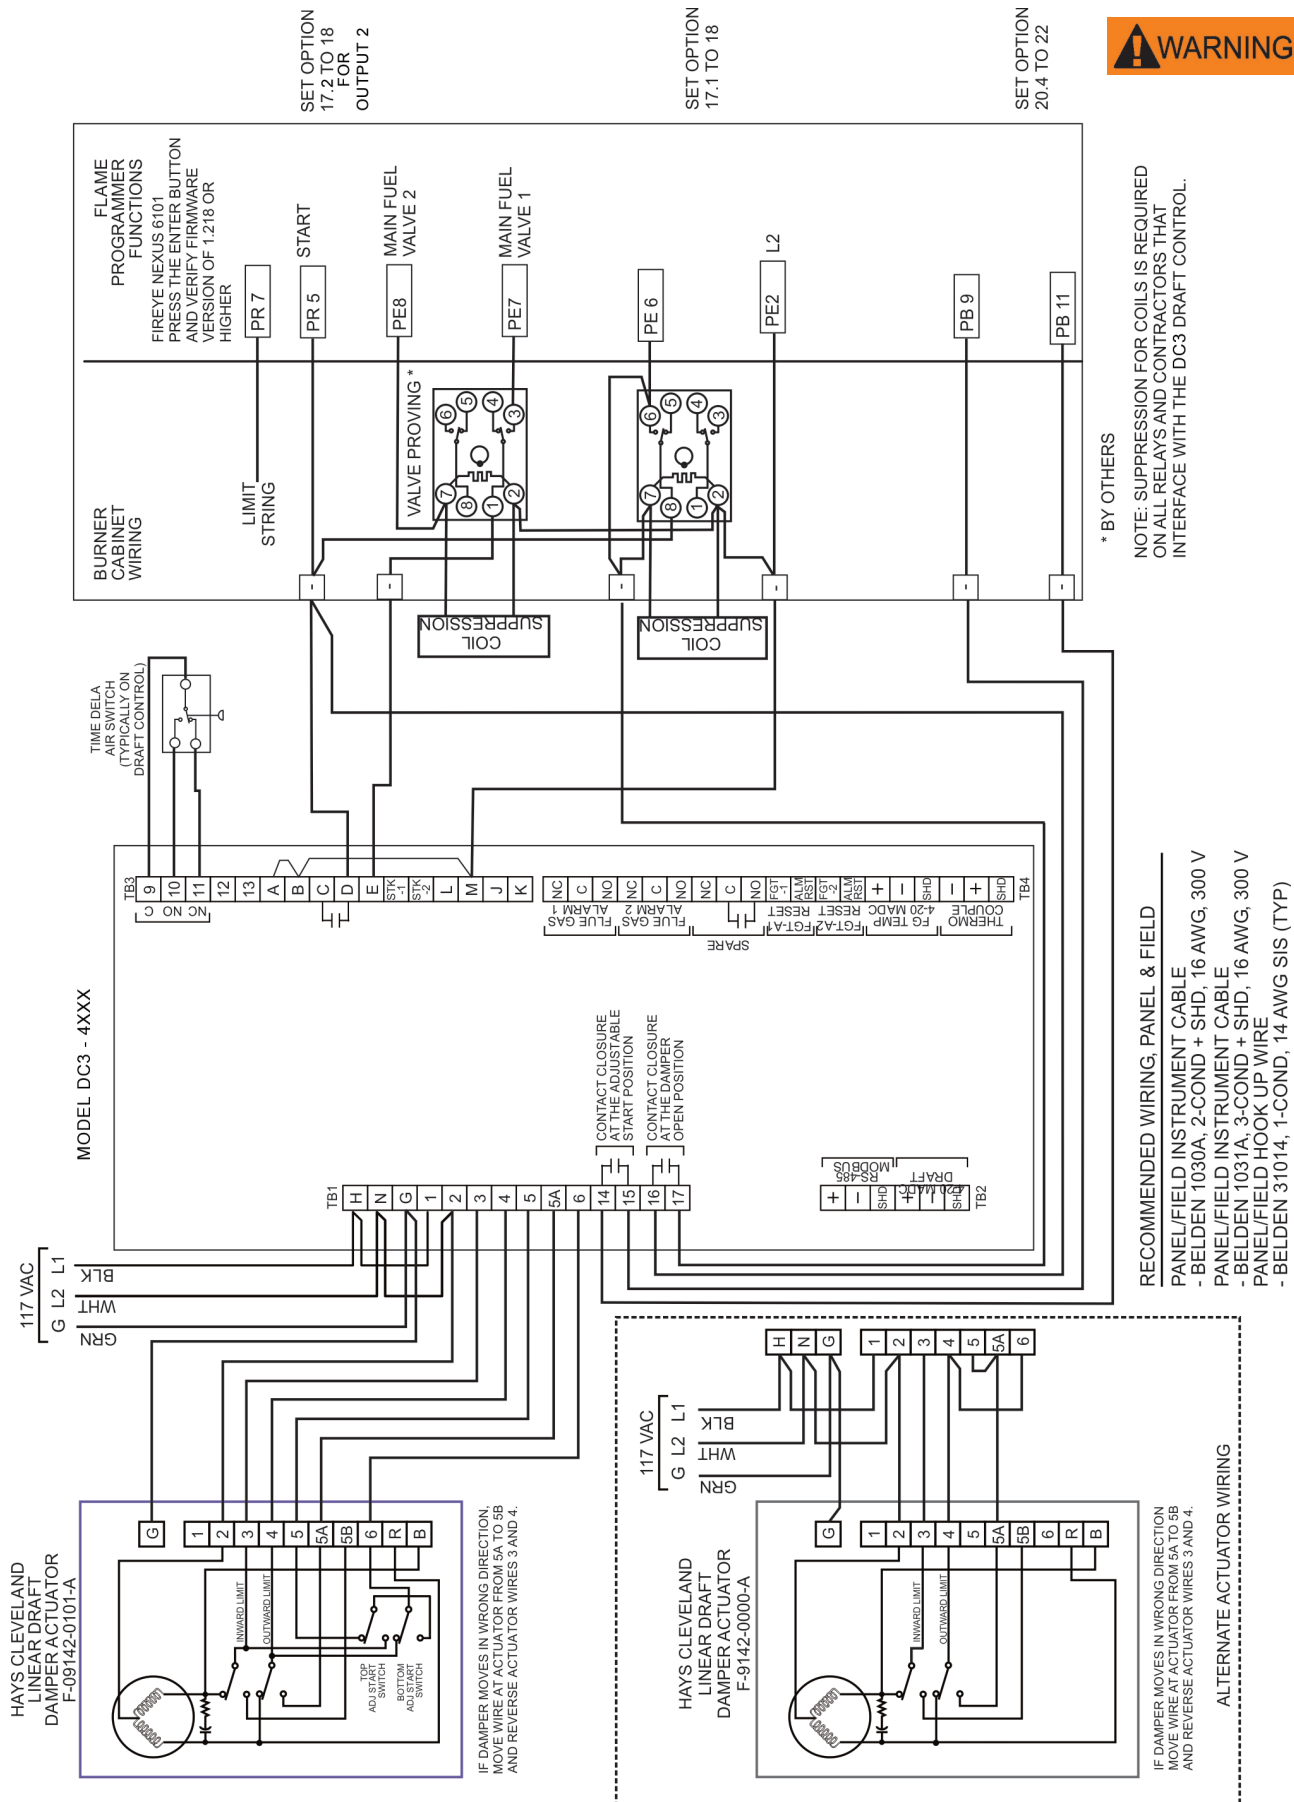 WARNING
SET OPTION
17.2 TO 18
FOR
OUTPUT 2
SET OPTION
17.1 TO 18
SET OPTION
20.4 TO 22
FLAME
PROGRAMMER
FUNCTIONS
FIREYE NEXUS 6101
PRESS THE ENTER BUTTON
AND VERIFY FIRMWARE
VERSION OF 1.218 OR
HIGHER
PR 7
PR 5
START
PE8
MAIN FUEL
VALVE 2
PE7
MAIN FUEL
VALVE 1
PE 6
PE2
L2
PB 9
PB 11
BURNER
CABINET
WIRING
LIMIT
STRING
VALVE PROVING *
6
5
4
3
7
8
1
2
6
5
4
3
7
8
1
2
-
-
-
-
-
-
COIL
SUPPRESSION
COIL
SUPPRESSION
* BY OTHERS
NOTE: SUPPRESSION FOR COILS IS REQUIRED
ON ALL RELAYS AND CONTRACTORS THAT
INTERFACE WITH THE DC3 DRAFT CONTROL.
TIME DELA
AIR SWITCH
(TYPICALLY ON
DRAFT CONTROL)
MODEL DC3 - 4XXX
TB3
9
10
11
12
13
A
B
C
D
E
STK
-1
STK
-2
L
M
J
K
C
NO
NC
NC
C
NO
NC
C
NO
NC
C
NO
FGT
-1
ALM
RST
FGT
-2
ALM
RST
+
−
SHD
−
+
SHD
TB4
FLUE GAS
ALARM 1
FLUE GAS
ALARM 2
SPARE
FGT-A1
RESET
FGT-A2
RESET
FG TEMP
4-20 MADC
THERMO
COUPLE
CONTACT CLOSURE
AT THE ADJUSTABLE
START POSITION
CONTACT CLOSURE
AT THE DAMPER
OPEN POSITION
TB1
H
N
G
1
2
3
4
5
5A
6
14
15
16
17
RS-485
MODBUS
4-20 MADC
DRAFT
+
−
SHD
+
−
SHD
TB2
RECOMMENDED WIRING, PANEL & FIELD
PANEL/FIELD INSTRUMENT CABLE
- BELDEN 1030A, 2-COND + SHD, 16 AWG, 300 V
PANEL/FIELD INSTRUMENT CABLE
- BELDEN 1031A, 3-COND + SHD, 16 AWG, 300 V
PANEL/FIELD HOOK UP WIRE
- BELDEN 31014, 1-COND, 14 AWG SIS (TYP)
117 VAC
G L2 L1
BLK
WHT
GRN
HAYS CLEVELAND
LINEAR DRAFT
DAMPER ACTUATOR
F-09142-0101-A
G
1
2
3
4
5
5A
5B
6
R
B
INWARD LIMIT
OUTWARD LIMIT
TOP
ADJ START
SWITCH
BOTTOM
ADJ START
SWITCH
IF DAMPER MOVES IN WRONG DIRECTION,
MOVE WIRE AT ACTUATOR FROM 5A TO 5B
AND REVERSE ACTUATOR WIRES 3 AND 4.
H
N
G
1
2
3
4
5
5A
6
117 VAC
G L2 L1
BLK
WHT
GRN
HAYS CLEVELAND
LINEAR DRAFT
DAMPER ACTUATOR
F-9142-0000-A
G
1
2
3
4
5
5A
5B
6
R
B
INWARD LIMIT
OUTWARD LIMIT
IF DAMPER MOVES IN WRONG DIRECTION
MOVE WIRE AT ACTUATOR FROM 5A TO 5B
AND REVERSE ACTUATOR WIRES 3 AND 4.
ALTERNATE ACTUATOR WIRING